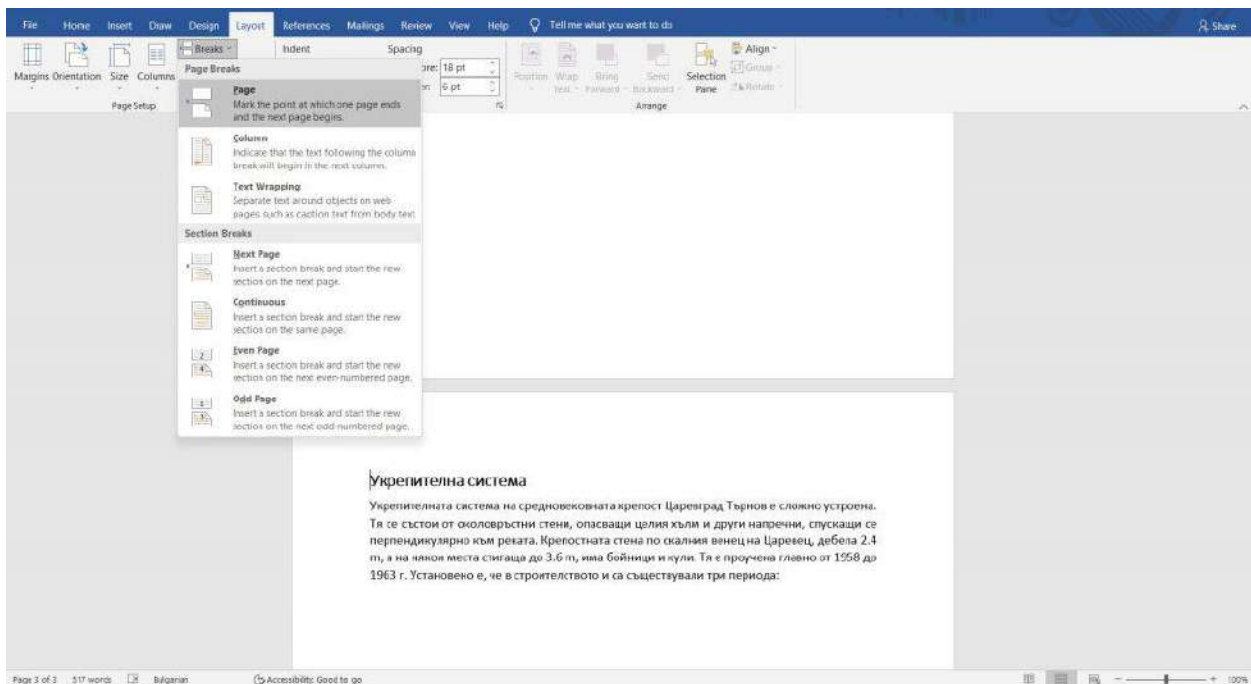 File Home Insert Draw Design Layout References Mailings Review View Help Tell me what you want to do Share
Breaks Indent Spacing Align
Margins Orientation Size Columns Page Breaks ore: 18 pt Position Wrap Bring Send Selection Group
6 pt Text Forward Backward Pane Rotate
Page Setup Arrange
Page
Mark the point at which one page ends
and the next page begins.
Column
Indicate that the text following the column
break will begin in the next column.
Text Wrapping
Separate text around objects on web
pages such as caption text from body text
Section Breaks
Next Page
Insert a section break and start the new
section on the next page.
Continuous
Insert a section break and start the new
section on the same page.
Even Page
Insert a section break and start the new
section on the next even-numbered page.
Odd Page
Insert a section break and start the new
section on the next odd-numbered page.
Укрепителна система
Укрепителната система на средновековната крепост Царевград Търнов е сложно устроена.
Тя се състои от околовръстни стени, опасващи целия хълм и други напречни, спускащи се
перпендикулярно към реката. Крепостната стена по скалния венец на Царевец, дебела 2.4
m, а на някои места стигаща до 3.6 m, има бойници и кули. Тя е проучена главно от 1958 до
1963 г. Установено е, че в строителството и са съществували три периода:
Page 3 of 3 517 words Bulgarian Accessibility: Good to go 100%